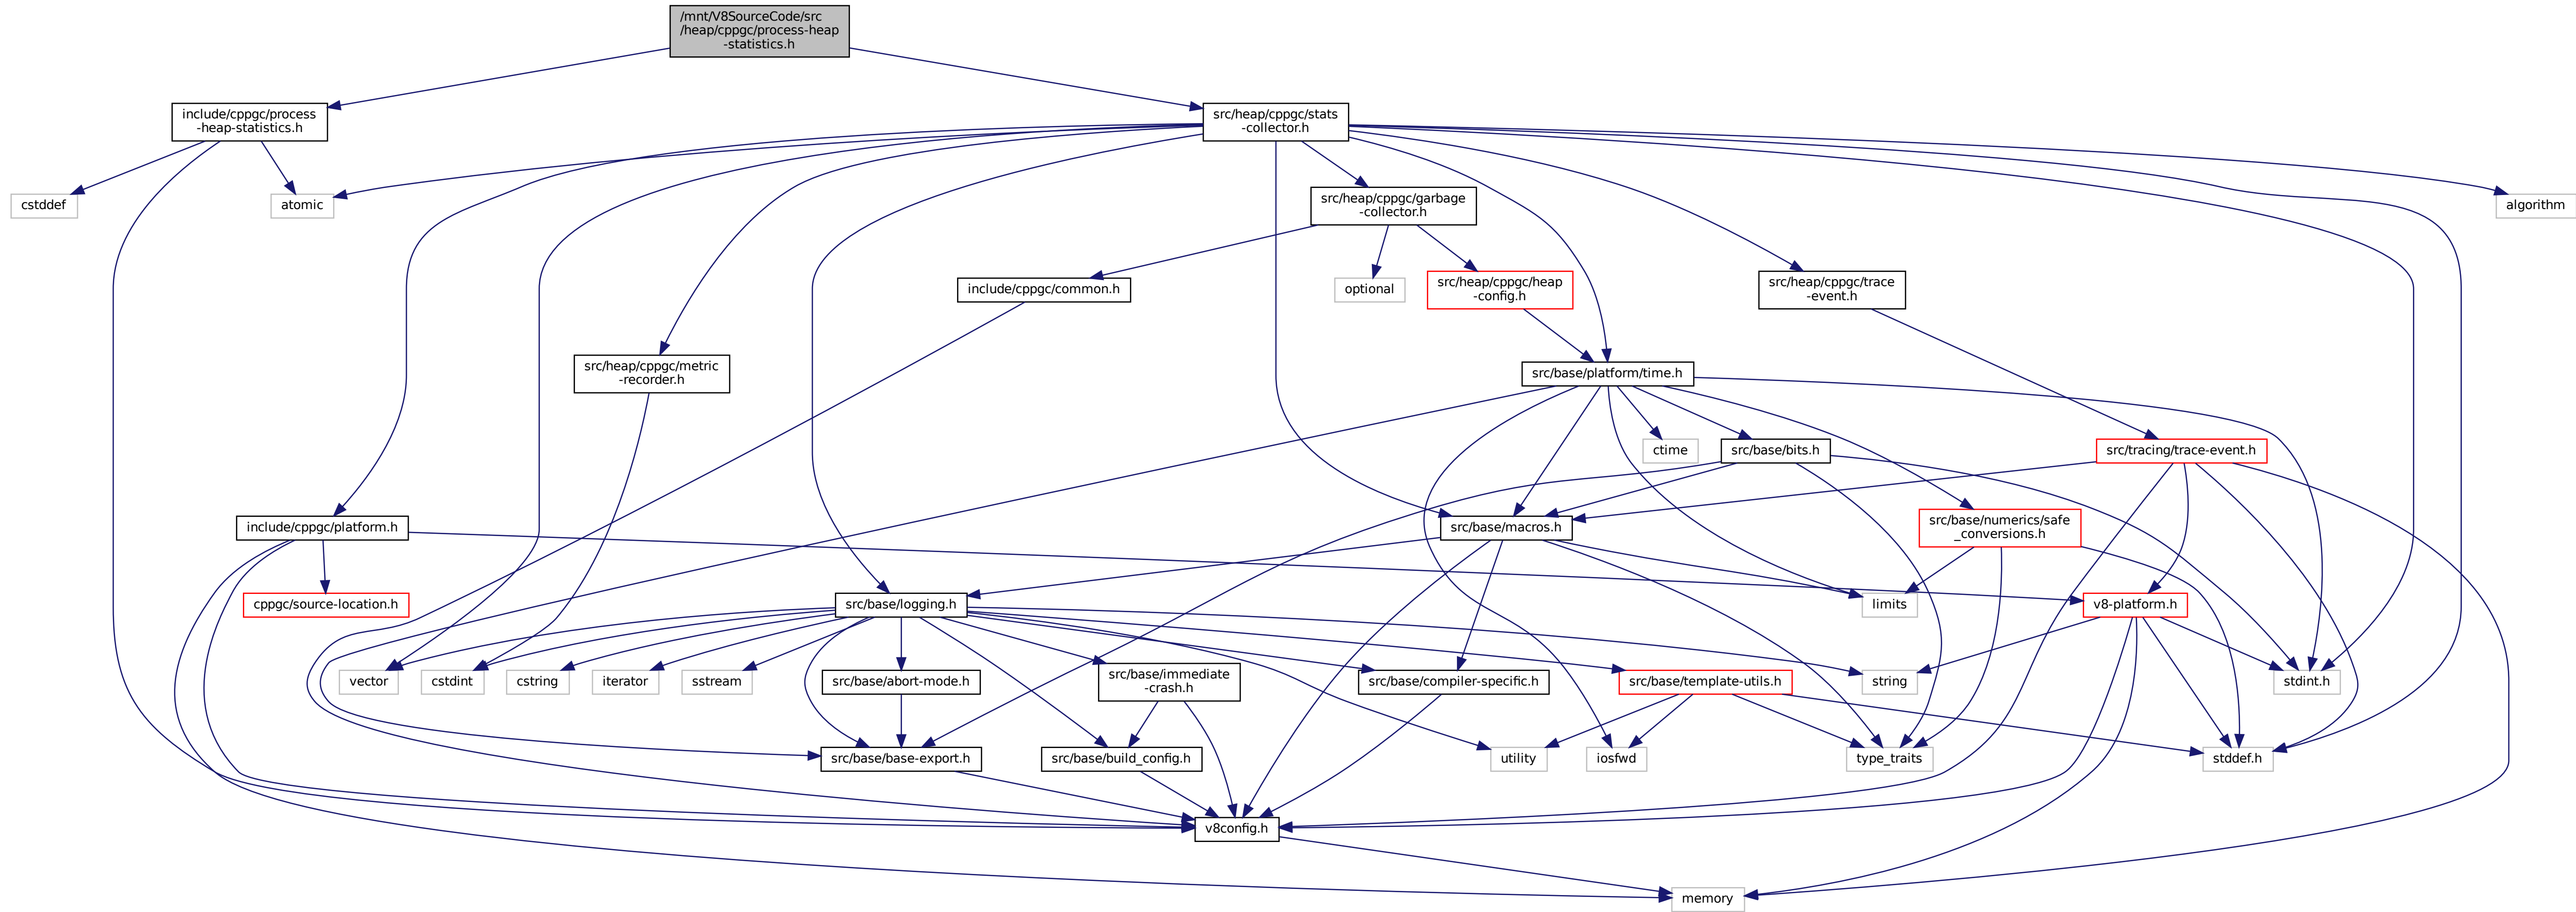 /mnt/V8SourceCode/src
/heap/cppgc/process-heap
-statistics.h
include/cppgc/process
-heap-statistics.h
src/heap/cppgc/stats
-collector.h
cstddef
atomic
src/heap/cppgc/garbage
-collector.h
algorithm
include/cppgc/common.h
optional
src/heap/cppgc/heap
-config.h
src/heap/cppgc/trace
-event.h
src/heap/cppgc/metric
-recorder.h
src/base/platform/time.h
ctime
src/base/bits.h
src/tracing/trace-event.h
include/cppgc/platform.h
src/base/macros.h
src/base/numerics/safe
_conversions.h
cppgc/source-location.h
src/base/logging.h
limits
v8-platform.h
vector
cstdint
cstring
iterator
sstream
src/base/abort-mode.h
src/base/immediate
-crash.h
src/base/compiler-specific.h
src/base/template-utils.h
string
stdint.h
src/base/base-export.h
src/base/build_config.h
utility
iosfwd
type_traits
stddef.h
v8config.h
memory